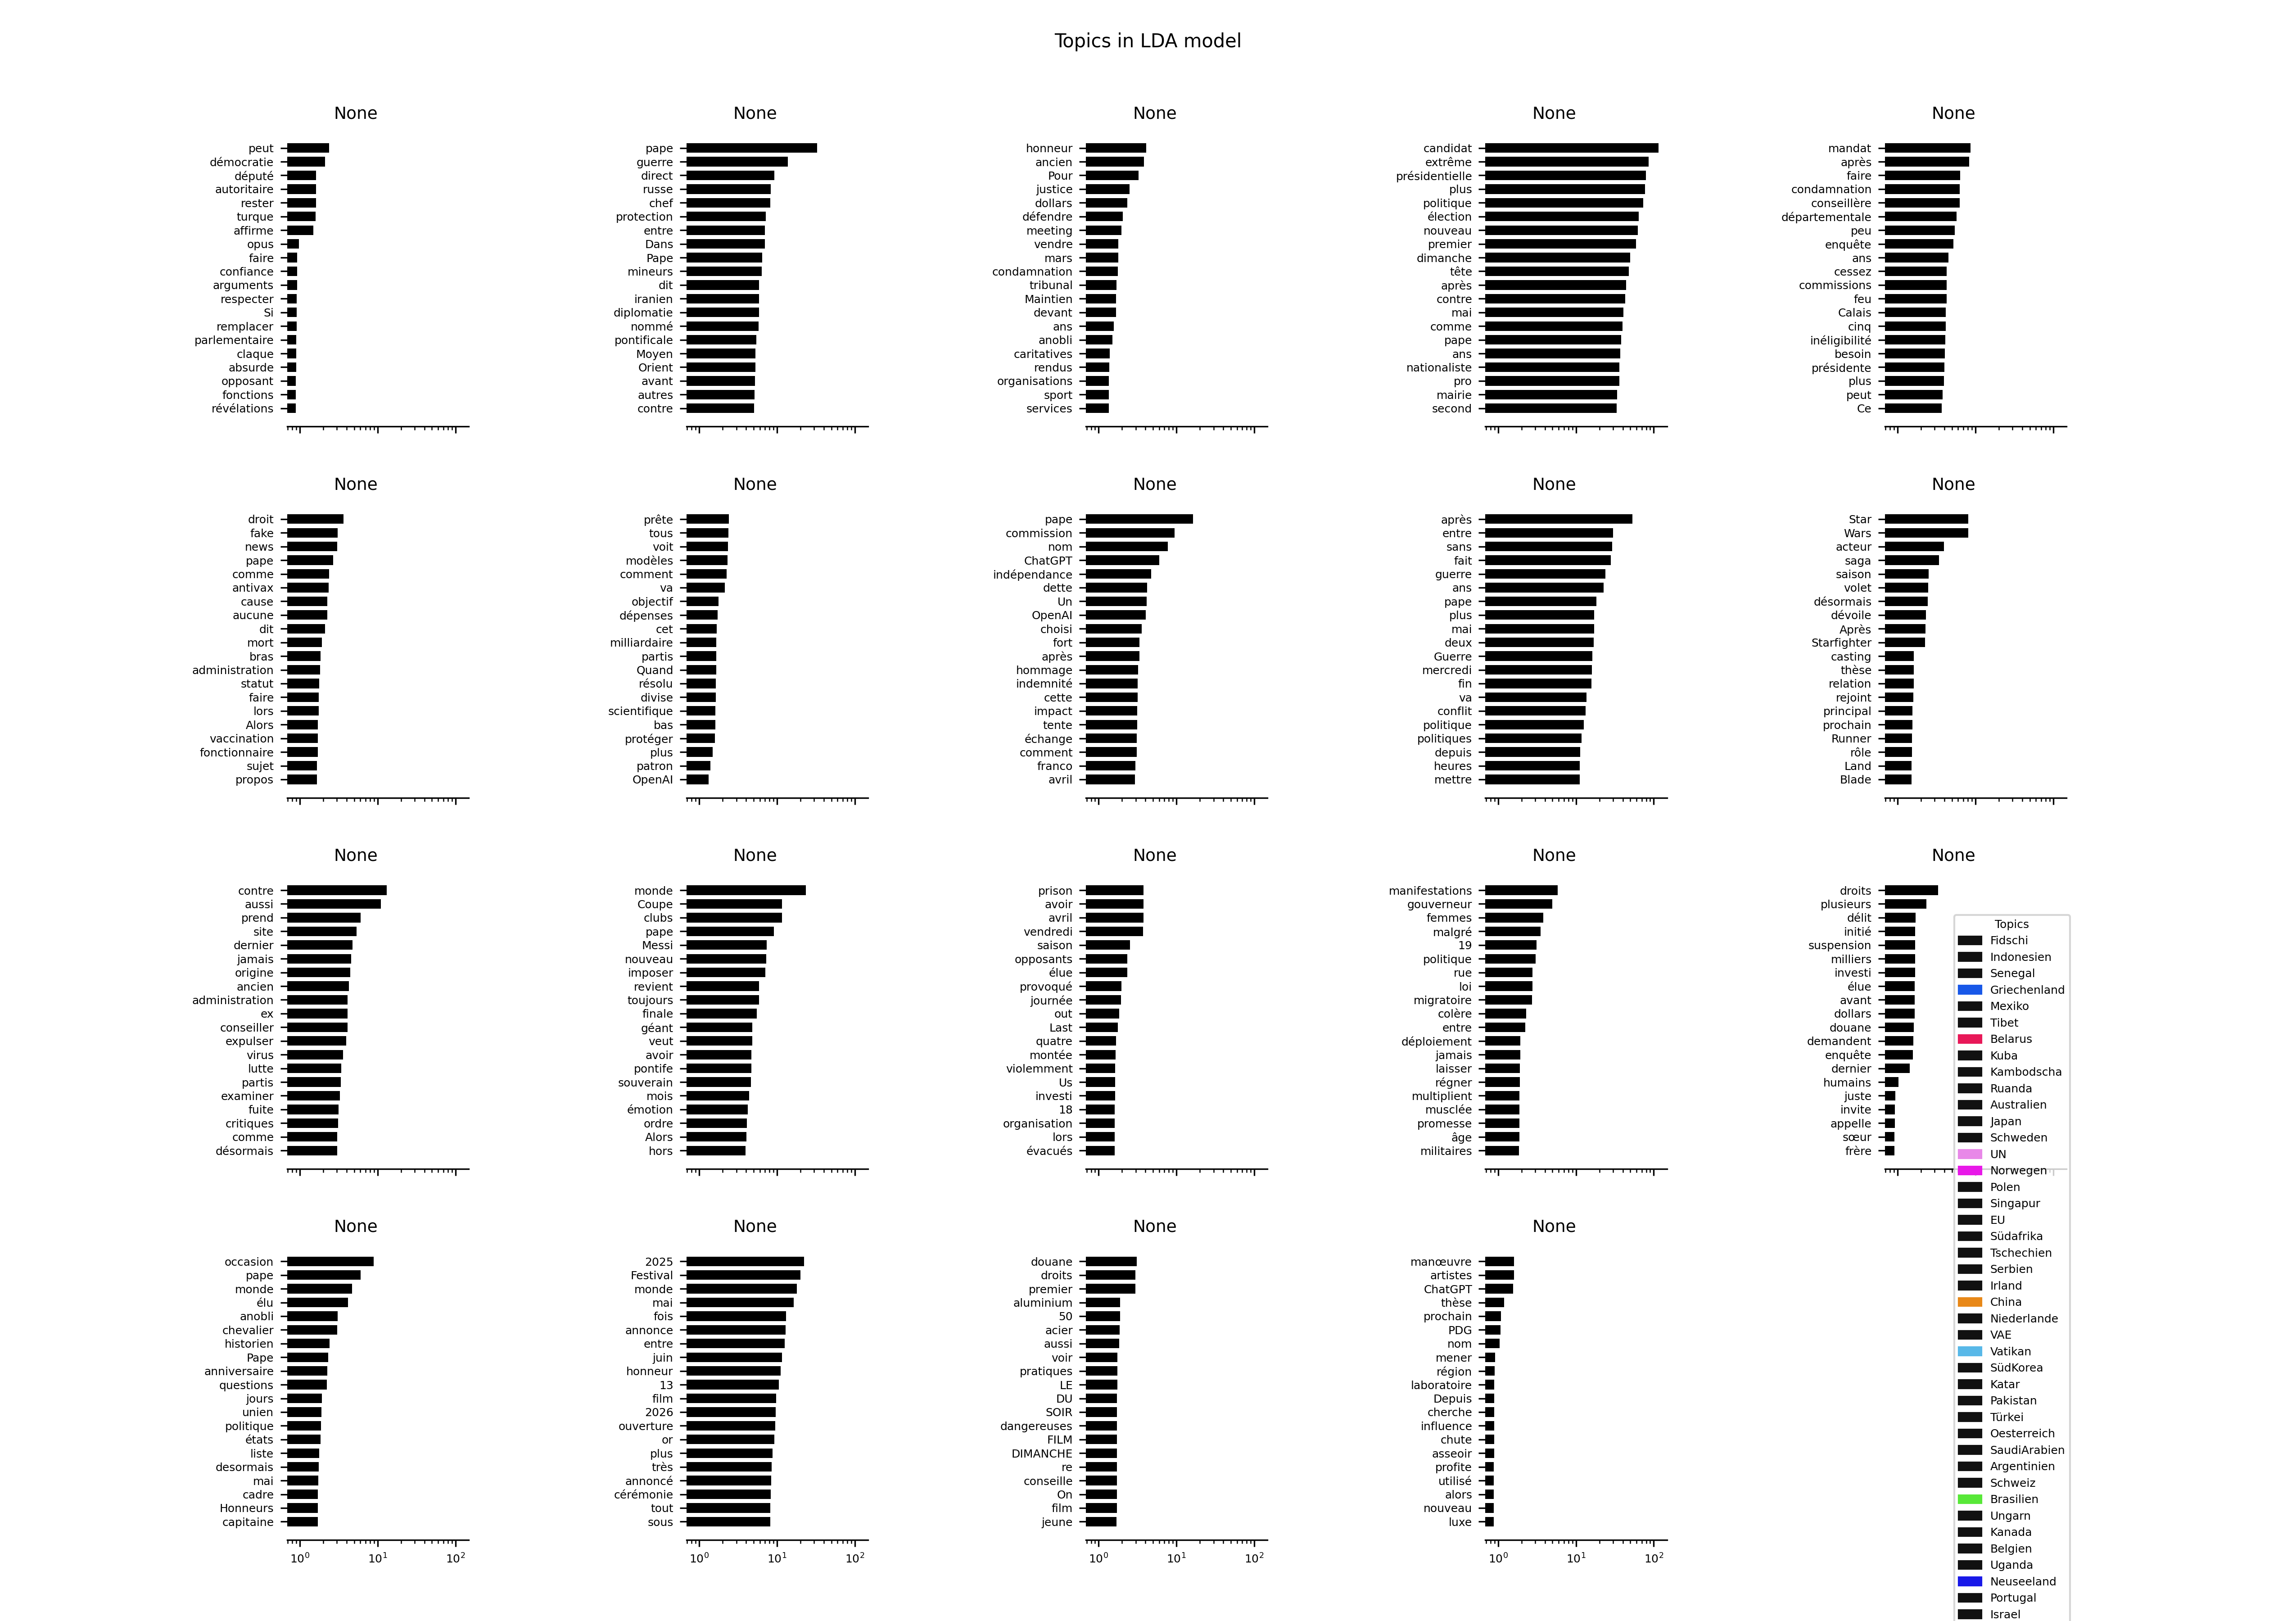 Topics in LDA model
None
peut
démocratie
député
autoritaire
rester
turque
affirme
opus
faire
confiance
arguments
respecter
Si
remplacer
parlementaire
claque
absurde
opposant
fonctions
révélations
None
pape
guerre
direct
russe
chef
protection
entre
Dans
Pape
mineurs
dit
iranien
diplomatie
nommé
pontificale
Moyen
Orient
avant
autres
contre
None
honneur
ancien
Pour
justice
dollars
défendre
meeting
vendre
mars
condamnation
tribunal
Maintien
devant
ans
anobli
caritatives
rendus
organisations
sport
services
None
candidat
extrême
présidentielle
plus
politique
élection
nouveau
premier
dimanche
tête
après
contre
mai
comme
pape
ans
nationaliste
pro
mairie
second
None
mandat
après
faire
condamnation
conseillère
départementale
peu
enquête
ans
cessez
commissions
feu
Calais
cinq
inéligibilité
besoin
présidente
plus
peut
Ce
None
droit
fake
news
pape
comme
antivax
cause
aucune
dit
mort
bras
administration
statut
faire
lors
Alors
vaccination
fonctionnaire
sujet
propos
None
prête
tous
voit
modèles
comment
va
objectif
dépenses
cet
milliardaire
partis
Quand
résolu
divise
scientifique
bas
protéger
plus
patron
OpenAI
None
pape
commission
nom
ChatGPT
indépendance
dette
Un
OpenAI
choisi
fort
après
hommage
indemnité
cette
impact
tente
échange
comment
franco
avril
None
après
entre
sans
fait
guerre
ans
pape
plus
mai
deux
Guerre
mercredi
fin
va
conflit
politique
politiques
depuis
heures
mettre
None
Star
Wars
acteur
saga
saison
volet
désormais
dévoile
Après
Starfighter
casting
thèse
relation
rejoint
principal
prochain
Runner
rôle
Land
Blade
None
contre
aussi
prend
site
dernier
jamais
origine
ancien
administration
ex
conseiller
expulser
virus
lutte
partis
examiner
fuite
critiques
comme
désormais
None
monde
Coupe
clubs
pape
Messi
nouveau
imposer
revient
toujours
finale
géant
veut
avoir
pontife
souverain
mois
émotion
ordre
Alors
hors
None
prison
avoir
avril
vendredi
saison
opposants
élue
provoqué
journée
out
Last
quatre
montée
violemment
Us
investi
18
organisation
lors
évacués
None
manifestations
gouverneur
femmes
malgré
19
politique
rue
loi
migratoire
colère
entre
déploiement
jamais
laisser
régner
multiplient
musclée
promesse
âge
militaires
None
droits
plusieurs
délit
initié
suspension
milliers
investi
élue
avant
dollars
douane
demandent
enquête
dernier
humains
juste
invite
appelle
sœur
frère
None
occasion
pape
monde
élu
anobli
chevalier
historien
Pape
anniversaire
questions
jours
unien
politique
états
liste
desormais
mai
cadre
Honneurs
capitaine
10⁰ 10¹ 10²
None
2025
Festival
monde
mai
fois
annonce
entre
juin
honneur
13
film
2026
ouverture
or
plus
très
annoncé
cérémonie
tout
sous
10⁰ 10¹ 10²
None
douane
droits
premier
aluminium
50
acier
aussi
voir
pratiques
LE
DU
SOIR
dangereuses
FILM
DIMANCHE
re
conseille
On
film
jeune
10⁰ 10¹ 10²
None
manœuvre
artistes
ChatGPT
thèse
prochain
PDG
nom
mener
région
laboratoire
Depuis
cherche
influence
chute
asseoir
profite
utilisé
alors
nouveau
luxe
10⁰ 10¹ 10²
Topics
Fidschi
Indonesien
Senegal
Griechenland
Mexiko
Tibet
Belarus
Kuba
Kambodscha
Ruanda
Australien
Japan
Schweden
UN
Norwegen
Polen
Singapur
EU
Südafrika
Tschechien
Serbien
Irland
China
Niederlande
VAE
Vatikan
SüdKorea
Katar
Pakistan
Türkei
Oesterreich
SaudiArabien
Argentinien
Schweiz
Brasilien
Ungarn
Kanada
Belgien
Uganda
Neuseeland
Portugal
Israel